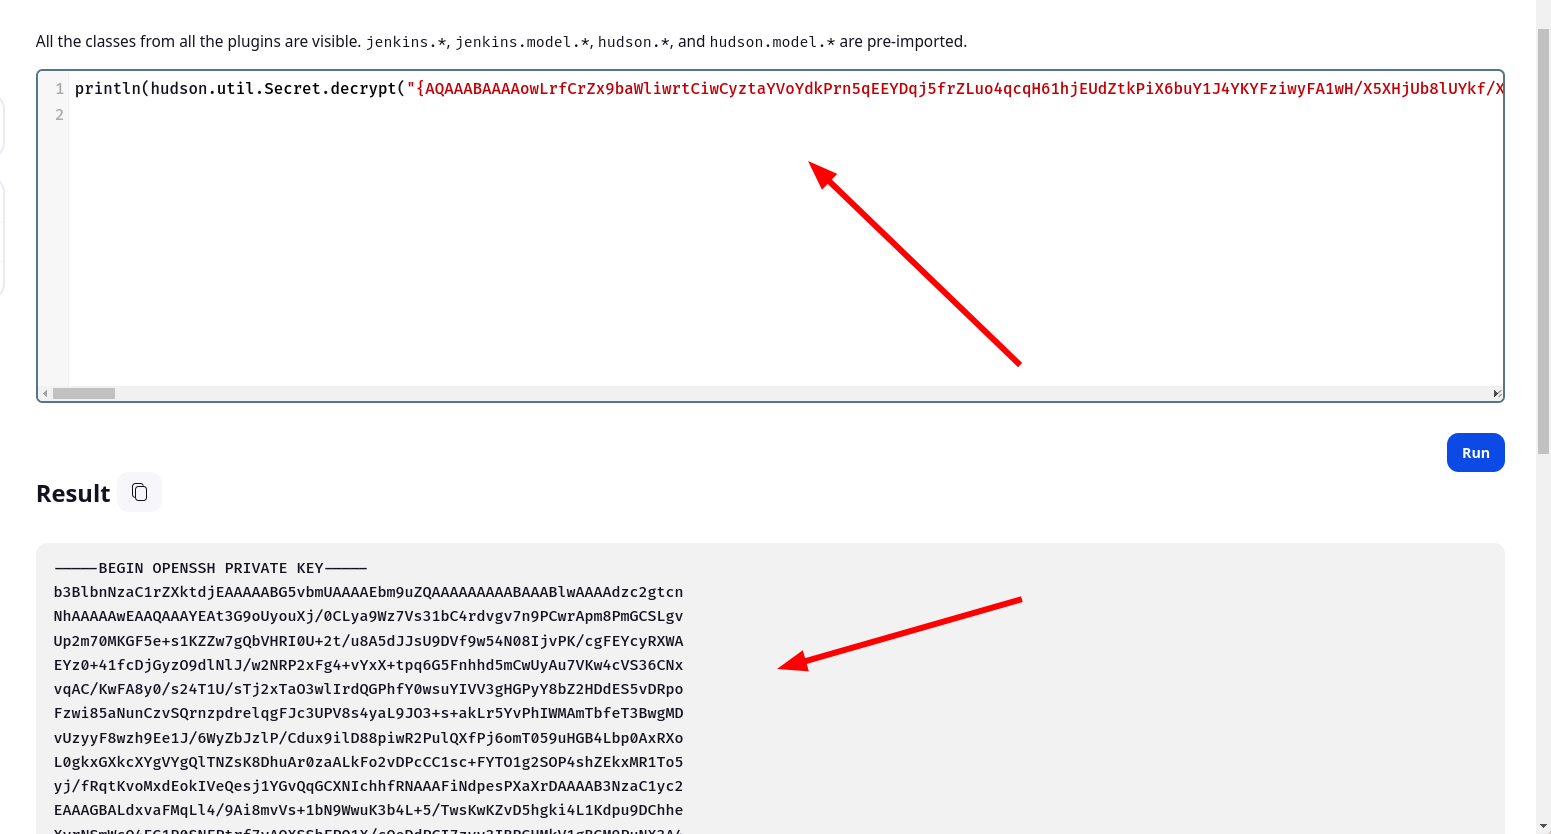 All the classes from all the plugins are visible. jenkins.*, jenkins.model.*, hudson.*, and hudson.model.* are pre-imported.
1 println(hudson.util.Secret.decrypt("{AQAAABAAAAowLrfCrZx9baWliwrtCiwCyztaYVoYdkPrn5qEEYDqj5frZLuo4qcqH61hjEUdZtkPiX6buY1J4YKYFziwyFA1wH/X5XHjUb8lUYkf/X
2
Run
Result
-----BEGIN OPENSSH PRIVATE KEY-----
b3BlbnNzaC1rZXktdjEAAAAABG5vbmUAAAAEbm9uZQAAAAAAAAABAAABlwAAAAdzc2gtcn
NhAAAAAwEAAQAAAYEAt3G9oUyouXj/0CLya9Wz7Vs31bC4rdvgv7n9PCwrApm8PmGCSLgv
Up2m70MKGF5e+s1KZZw7gQbVHRI0U+2t/u8A5dJJsU9DVf9w54N08IjvPK/cgFEYcyRXWA
EYz0+41fcDjGyzO9dlNlJ/w2NRP2xFg4+vYxX+tpq6G5Fnhhd5mCwUyAu7VKw4cVS36CNx
vqAC/KwFA8y0/s24T1U/sTj2xTaO3wlIrdQGPhfY0wsuYIVV3gHGPyY8bZ2HDdES5vDRpo
Fzwi85aNunCzvSQrnzpdrelqgFJc3UPV8s4yaL9JO3+s+akLr5YvPhIWMAmTbfeT3BwgMD
vUzyyF8wzh9Ee1J/6WyZbJzlP/Cdux9ilD88piwR2PulQXfPj6omT059uHGB4Lbp0AxRXo
L0gkxGXkcXYgVYgQlTNZsK8DhuAr0zaALkFo2vDPcCC1sc+FYTO1g2SOP4shZEkxMR1To5
yj/fRqtKvoMxdEokIVeQesj1YGvQqGCXNIchhfRNAAAFiNdpesPXaXrDAAAAB3NzaC1yc2
EAAAGBALdxvaFMqLl4/9Ai8mvVs+1bN9WwuK3b4L+5/TwsKwKZvD5hgki4L1Kdpu9DChhe